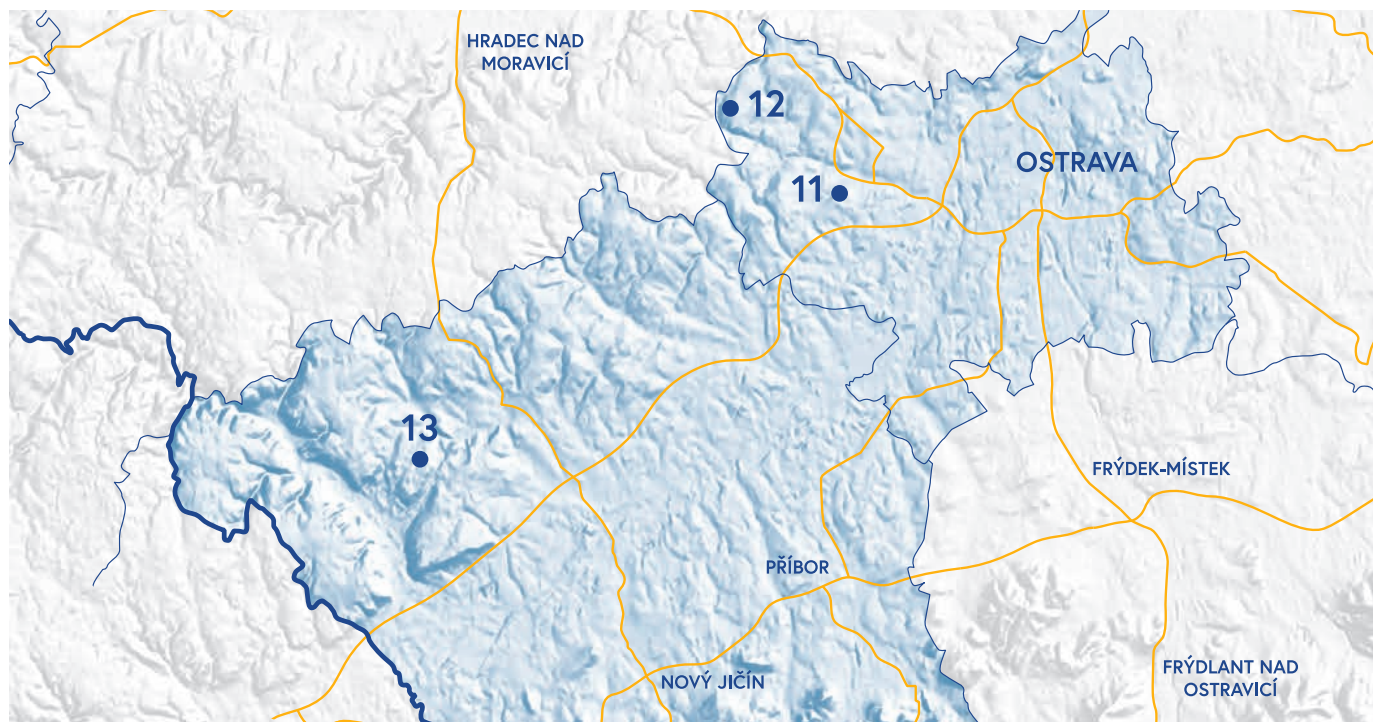 HRADEC NAD
MORAVICÍ
12
OSTRAVA
11
13
FRÝDEK-MÍSTEK
PŘÍBOR
FRÝDLANT NAD
OSTRAVICÍ
NOVÝ JIČÍN